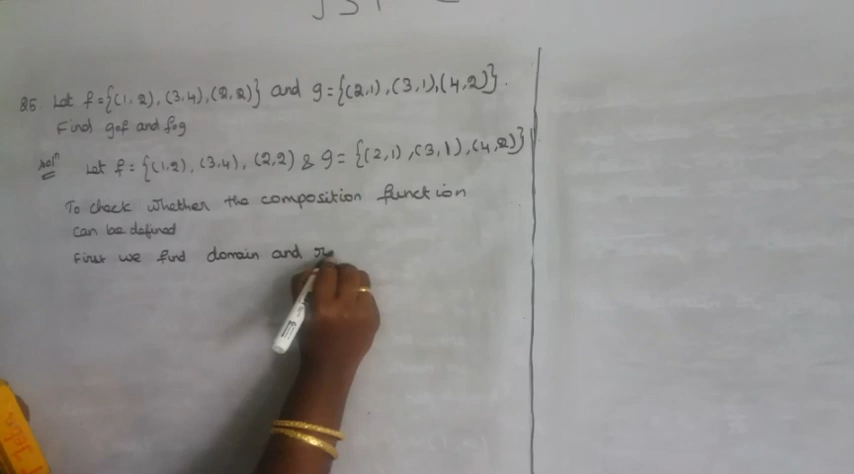 Q5. Let f = {(1,2), (3,4), (2,2)} and g = {(2,1), (3,1), (4,2)}.
Find gof and fog
Solⁿ Let f = {(1,2), (3,4), (2,2) & g = {(2,1), (3,1), (4,2)}
To check whether the composition function
can be defined
First we find domain and